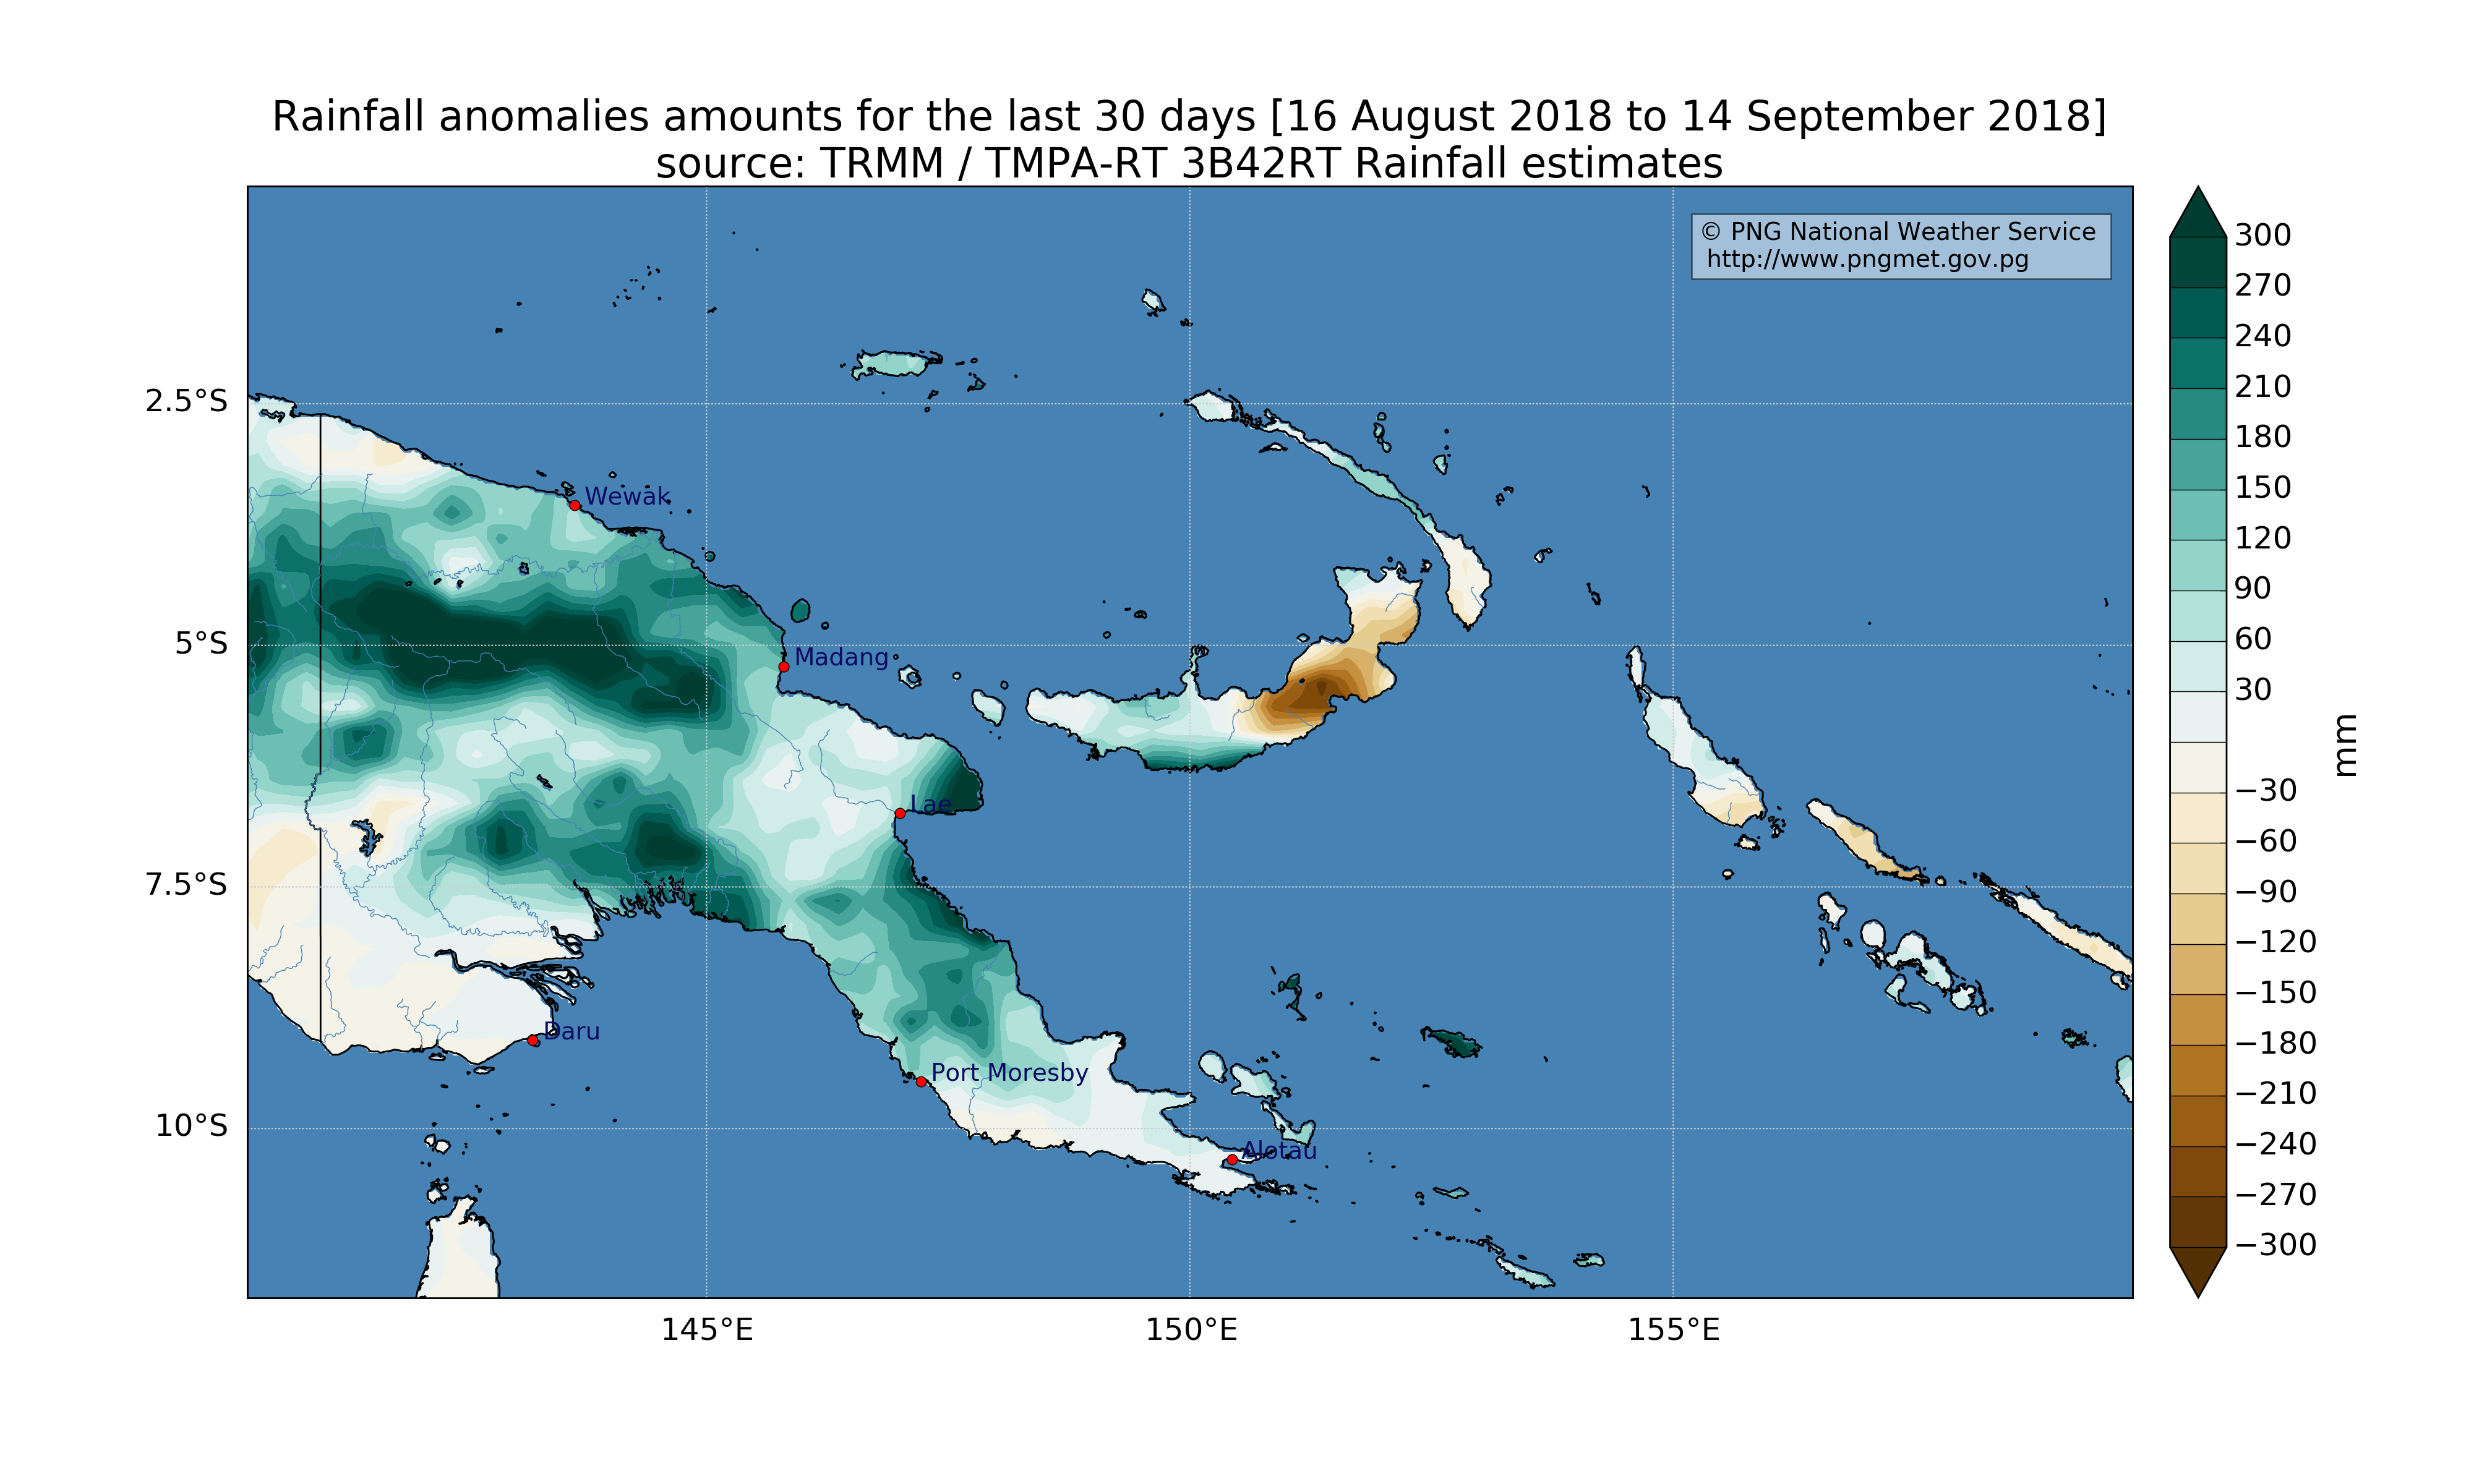 Rainfall anomalies amounts for the last 30 days [16 August 2018 to 14 September 2018]
source: TRMM / TMPA-RT 3B42RT Rainfall estimates
© PNG National Weather Service
http://www.pngmet.gov.pg
2.5°S
5°S
7.5°S
10°S
Wewak
Madang
Lae
Daru
Port Moresby
Alotau
145°E
150°E
155°E
300
270
240
210
180
150
120
90
60
30
−30
−60
−90
−120
−150
−180
−210
−240
−270
−300
mm